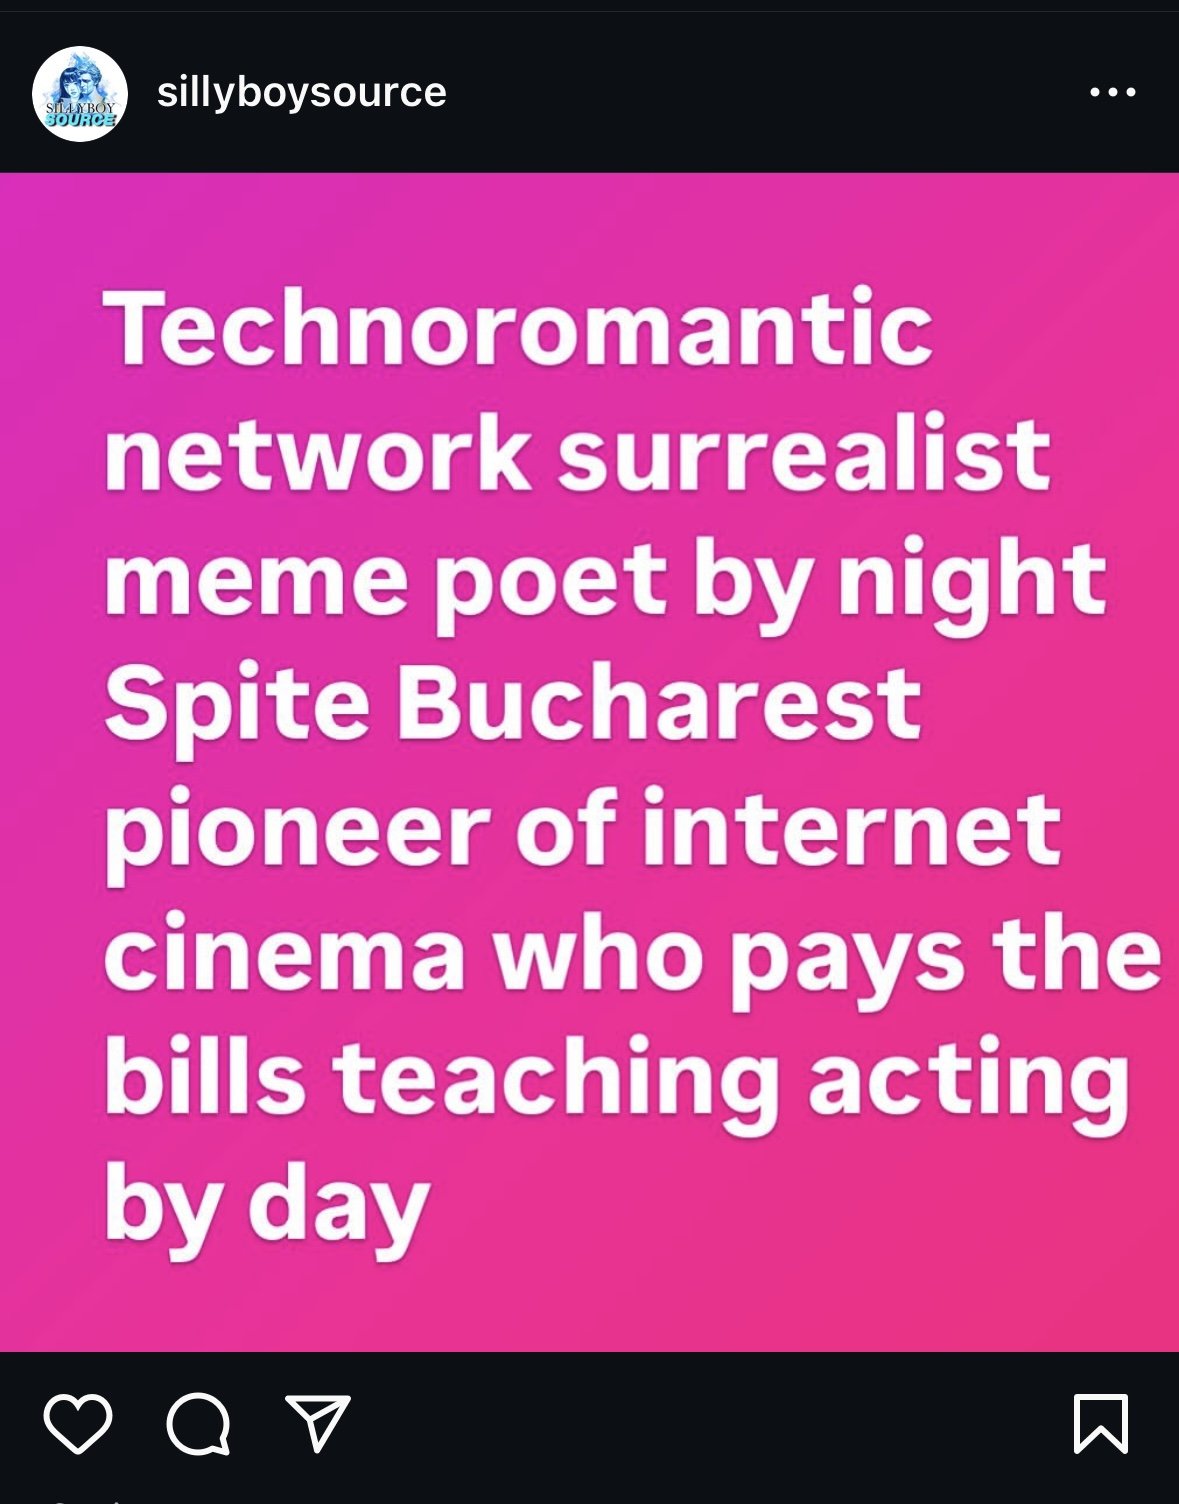 SILLYBOY
SOURCE
sillyboysource
Technoromantic
network surrealist
meme poet by night
Spite Bucharest
pioneer of internet
cinema who pays the
bills teaching acting
by day